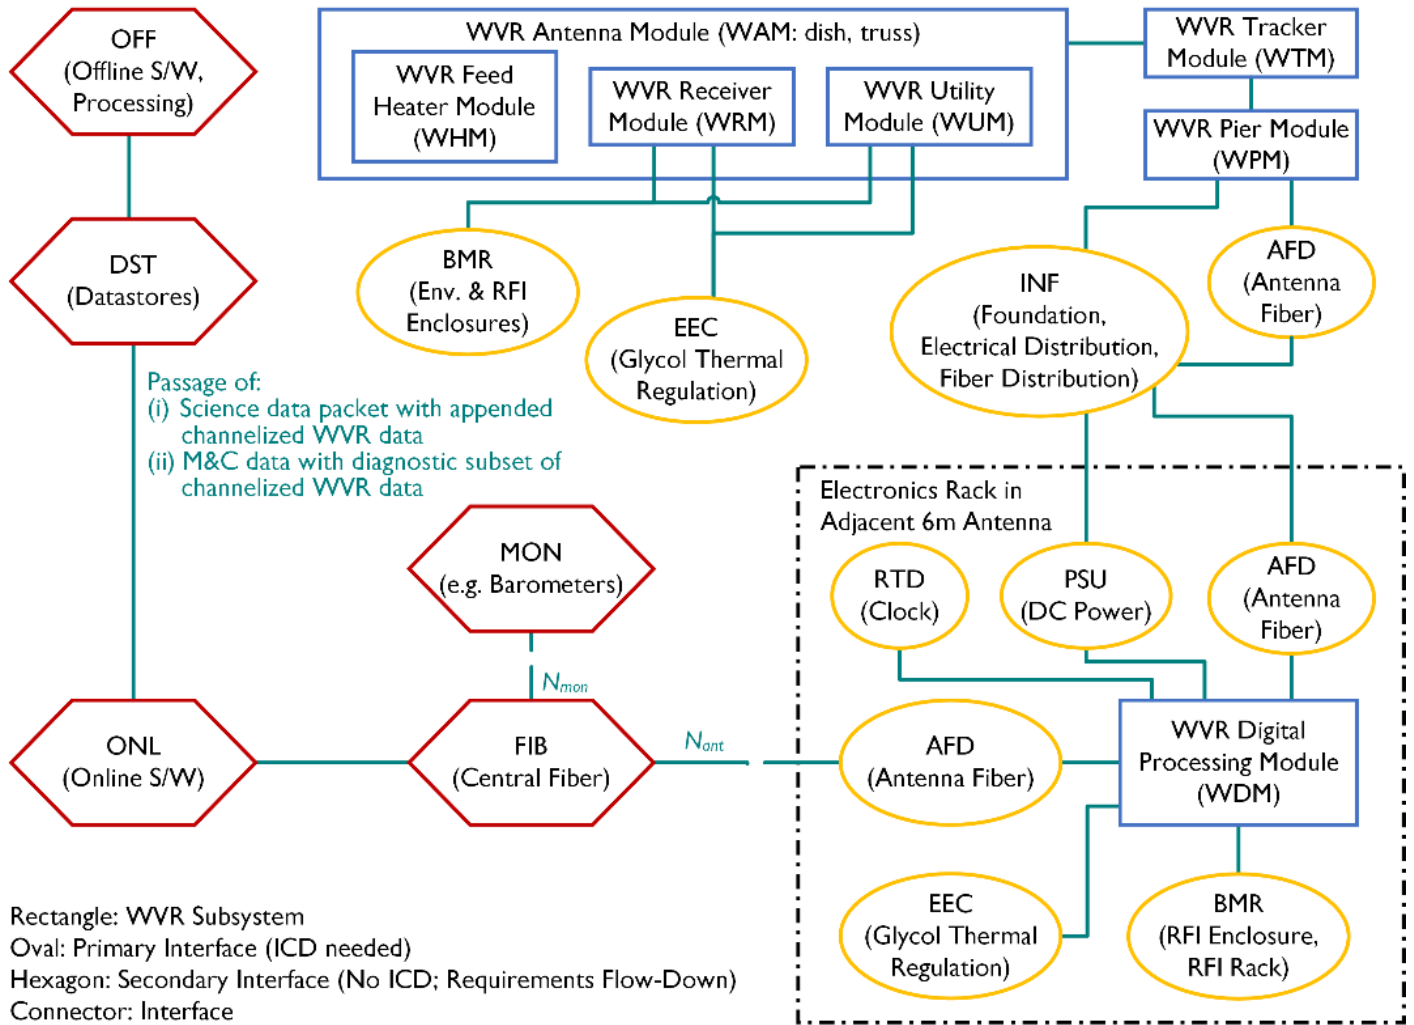 OFF
(Offline S/W,
Processing)
WVR Antenna Module (WAM: dish, truss)
WVR Feed
Heater Module
(WHM)
WVR Receiver
Module (WRM)
WVR Utility
Module (WUM)
WVR Tracker
Module (WTM)
WVR Pier Module
(WPM)
DST
(Datastores)
BMR
(Env. & RFI
Enclosures)
EEC
(Glycol Thermal
Regulation)
INF
(Foundation,
Electrical Distribution,
Fiber Distribution)
AFD
(Antenna
Fiber)
Passage of:
(i) Science data packet with appended
channelized WVR data
(ii) M&C data with diagnostic subset of
channelized WVR data
Electronics Rack in
Adjacent 6m Antenna
MON
(e.g. Barometers)
RTD
(Clock)
PSU
(DC Power)
AFD
(Antenna
Fiber)
Nmon
ONL
(Online S/W)
FIB
(Central Fiber)
Nant
AFD
(Antenna Fiber)
WVR Digital
Processing Module
(WDM)
EEC
(Glycol Thermal
Regulation)
BMR
(RFI Enclosure,
RFI Rack)
Rectangle: WVR Subsystem
Oval: Primary Interface (ICD needed)
Hexagon: Secondary Interface (No ICD; Requirements Flow-Down)
Connector: Interface